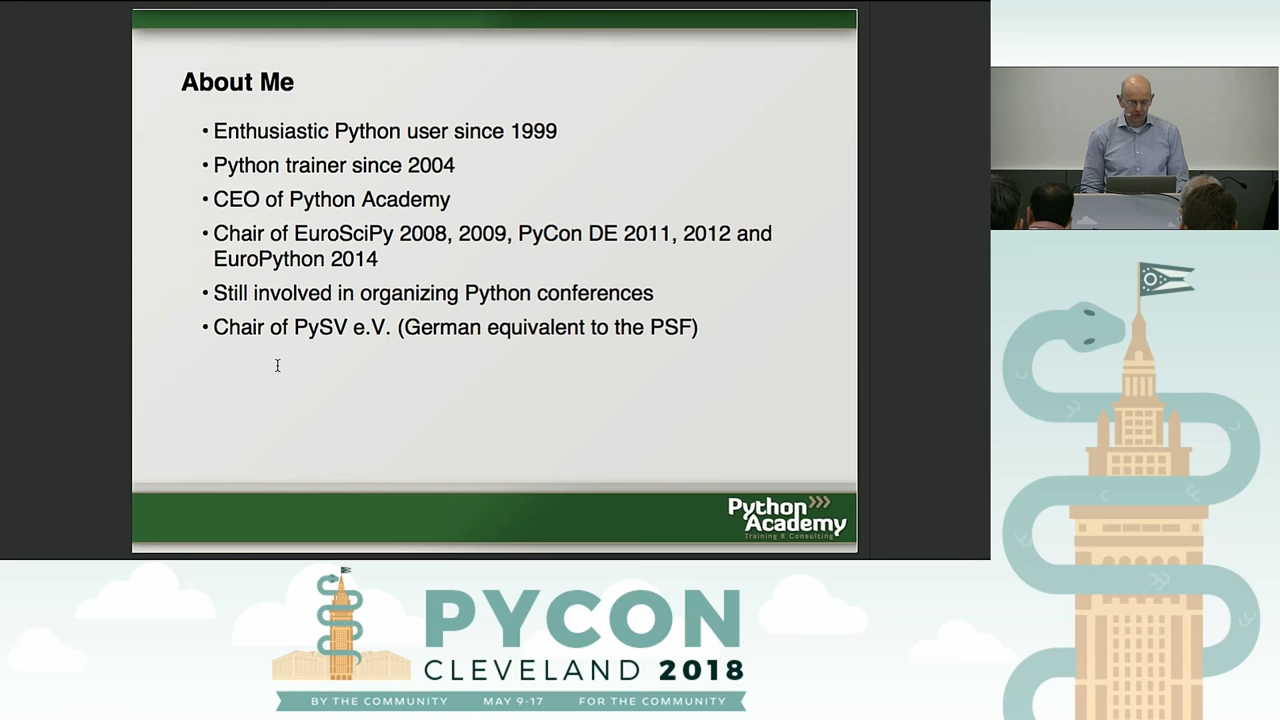 About Me
• Enthusiastic Python user since 1999
• Python trainer since 2004
• CEO of Python Academy
• Chair of EuroSciPy 2008, 2009, PyCon DE 2011, 2012 and
EuroPython 2014
• Still involved in organizing Python conferences
• Chair of PySV e.V. (German equivalent to the PSF)
Python
Academy
Training & Consulting
PYCON
CLEVELAND 2018
BY THE COMMUNITY MAY 9-17 FOR THE COMMUNITY